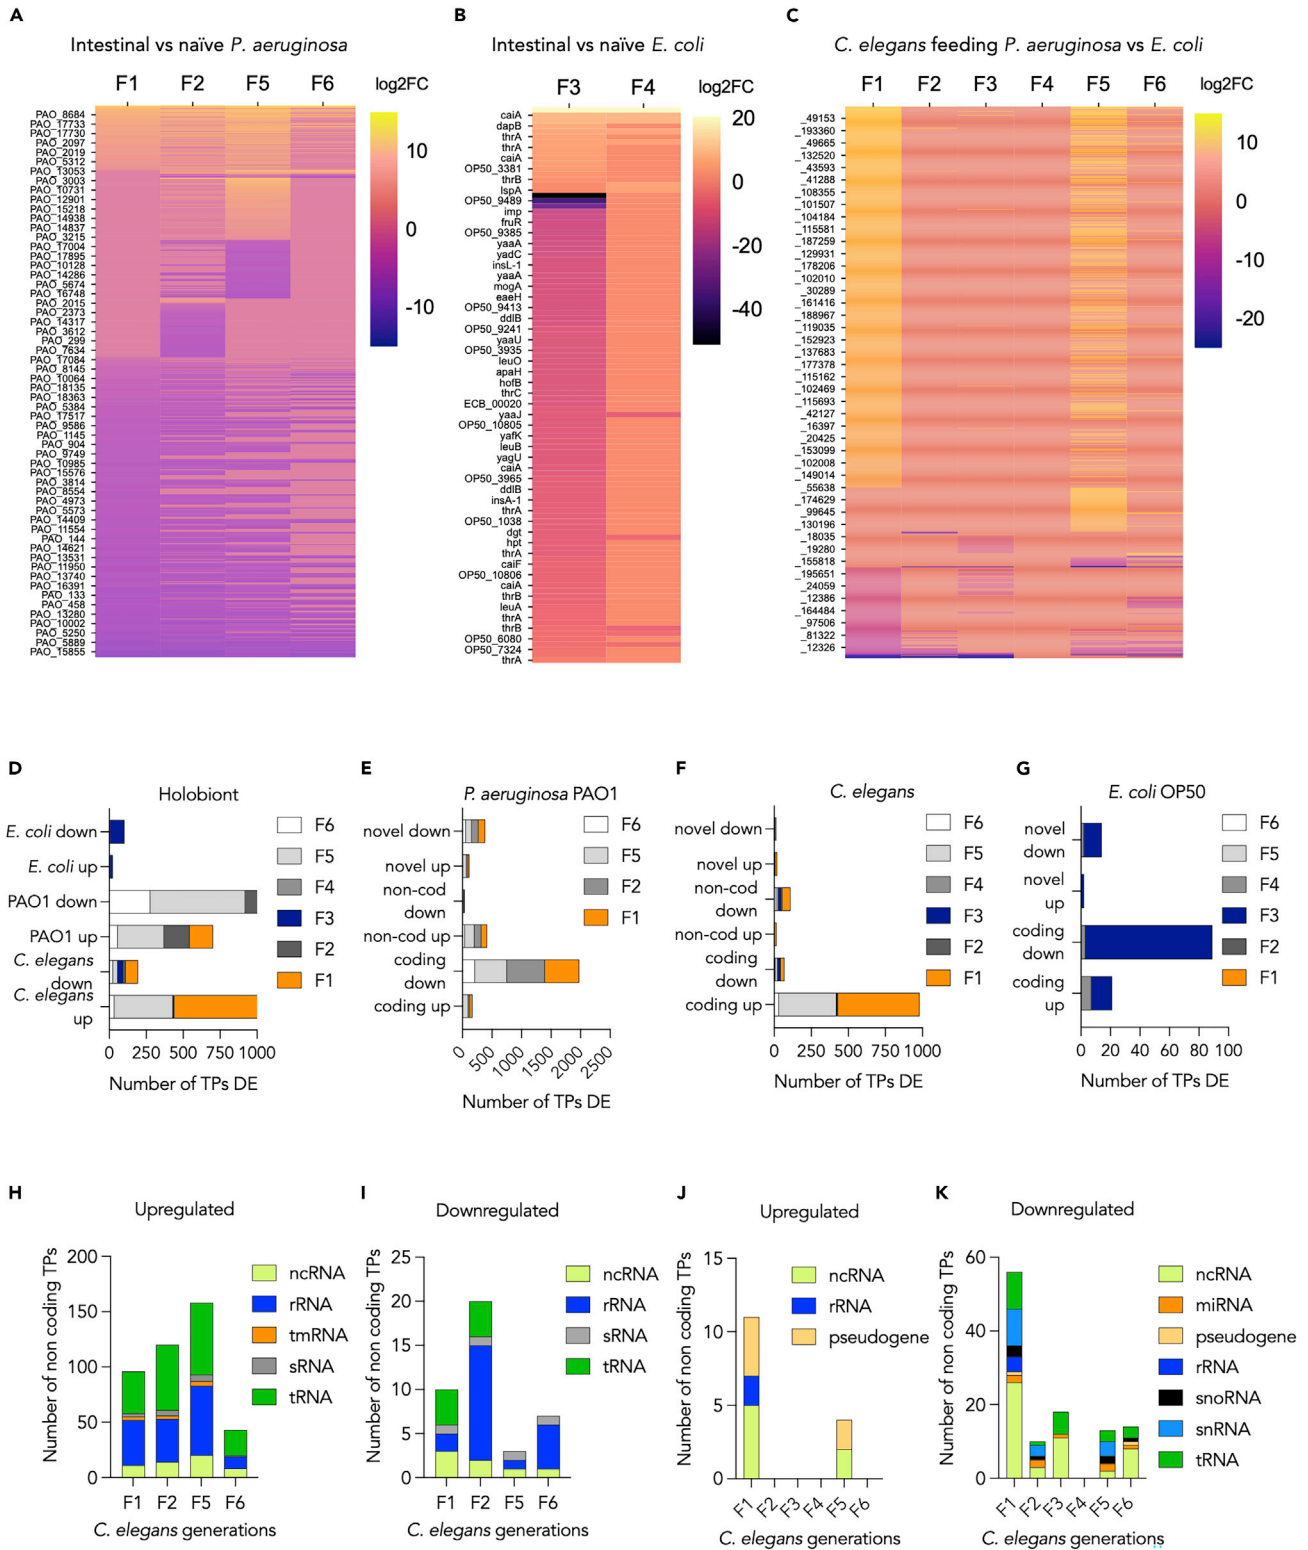 A
Intestinal vs naïve P. aeruginosa
F1 F2 F5 F6 log2FC
PAO_8684
PAO_17733
PAO_17730
PAO_2097
PAO_2019
PAO_5312
PAO_13053
PAO_3003
PAO_10731
PAO_12901
PAO_15218
PAO_14938
PAO_14837
PAO_3215
PAO_17004
PAO_17895
PAO_10128
PAO_14286
PAO_5674
PAO_16748
PAO_2015
PAO_2373
PAO_14317
PAO_3612
PAO_299
PAO_7634
PAO_17084
PAO_8145
PAO_10064
PAO_18135
PAO_18363
PAO_5384
PAO_17517
PAO_9586
PAO_1145
PAO_904
PAO_9749
PAO_10985
PAO_15576
PAO_3814
PAO_8554
PAO_4973
PAO_5573
PAO_14409
PAO_11554
PAO_144
PAO_14621
PAO_13531
PAO_11950
PAO_13740
PAO_16391
PAO_133
PAO_458
PAO_13280
PAO_10002
PAO_5250
PAO_5889
PAO_15855
10
0
-10
B
Intestinal vs naïve E. coli
F3 F4 log2FC
caiA
dapB
thrA
thrA
caiA
OP50_3381
thrB
lspA
OP50_9489
imp
fruR
OP50_9385
yaaA
yadC
insL-1
yaaA
mogA
eaeH
OP50_9413
ddlB
OP50_9241
yaaU
OP50_3935
leuO
apaH
hofB
thrC
ECB_00020
yaaJ
OP50_10805
yafK
leuB
yagU
caiA
OP50_3965
ddlB
insA-1
thrA
OP50_1038
dgt
hpt
thrA
caiF
OP50_10806
caiA
thrB
leuA
thrA
thrB
OP50_6080
OP50_7324
thrA
20
0
-20
-40
C
C. elegans feeding P. aeruginosa vs E. coli
F1 F2 F3 F4 F5 F6 log2FC
_49153
_193360
_49665
_132520
_43593
_41288
_108355
_101507
_104184
_115581
_187259
_129931
_178206
_102010
_30289
_161416
_188967
_119035
_152923
_137683
_177378
_115162
_102469
_115693
_42127
_16397
_20425
_153099
_102008
_149014
_55638
_174629
_99645
_130196
_18035
_19280
_155818
_195651
_24059
_12386
_164484
_97506
_81322
_12326
10
0
-10
-20
D
Holobiont
E. coli down
E. coli up
PAO1 down
PAO1 up
C. elegans
down
C. elegans
up
0 250 500 750 1000
Number of TPs DE
F6
F5
F4
F3
F2
F1
E
P. aeruginosa PAO1
novel down
novel up
non-cod
down
non-cod up
coding
down
coding up
0 500 1000 1500 2000 2500
Number of TPs DE
F6
F5
F2
F1
F
C. elegans
novel down
novel up
non-cod
down
non-cod up
coding
down
coding up
0 250 500 750 1000
Number of TPs DE
F6
F5
F4
F3
F2
F1
G
E. coli OP50
novel
down
novel
up
coding
down
coding
up
0 20 40 60 80 100
Number of TPs DE
F6
F5
F4
F3
F2
F1
H
Upregulated
Number of non coding TPs
200
150
100
50
0
F1 F2 F5 F6
C. elegans generations
ncRNA
rRNA
tmRNA
sRNA
tRNA
I
Downregulated
Number of non coding TPs
25
20
15
10
5
0
F1 F2 F5 F6
C. elegans generations
ncRNA
rRNA
sRNA
tRNA
J
Upregulated
Number of non coding TPs
15
10
5
0
F1 F2 F3 F4 F5 F6
C. elegans generations
ncRNA
rRNA
pseudogene
K
Downregulated
Number of non coding TPs
60
40
20
0
F1 F2 F3 F4 F5 F6
C. elegans generations
ncRNA
miRNA
pseudogene
rRNA
snoRNA
snRNA
tRNA